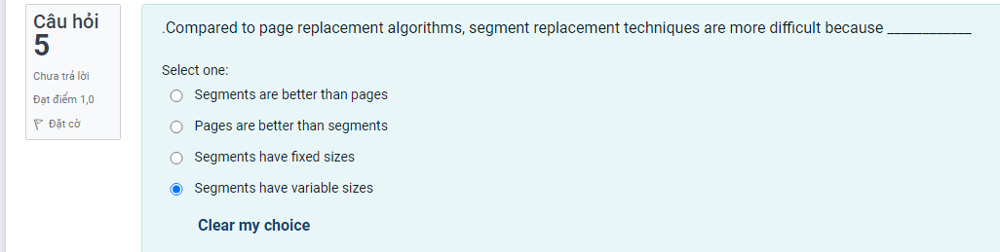 Câu hỏi
5
Chưa trả lời
Đạt điểm 1,0
Đặt cờ
.Compared to page replacement algorithms, segment replacement techniques are more difficult because ____________
Select one:
Segments are better than pages
Pages are better than segments
Segments have fixed sizes
Segments have variable sizes
Clear my choice